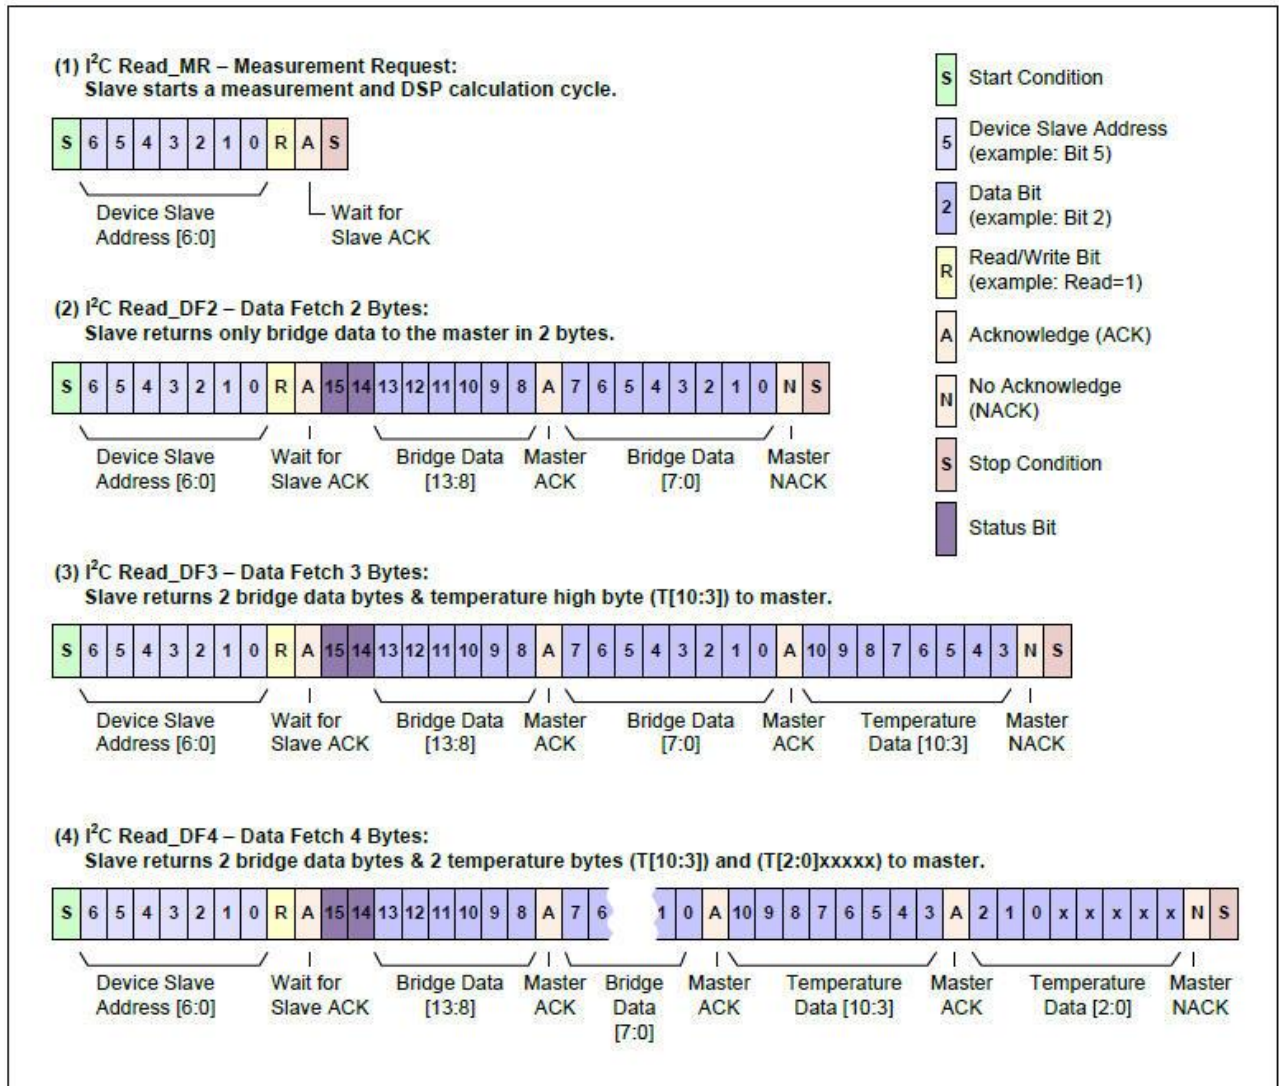 (1) I²C Read_MR – Measurement Request:
Slave starts a measurement and DSP calculation cycle.
S 6 5 4 3 2 1 0 R A S
Device Slave
Address [6:0]
Wait for
Slave ACK
S Start Condition
5 Device Slave Address
(example: Bit 5)
2 Data Bit
(example: Bit 2)
R Read/Write Bit
(example: Read=1)
A Acknowledge (ACK)
N No Acknowledge
(NACK)
S Stop Condition
Status Bit
(2) I²C Read_DF2 – Data Fetch 2 Bytes:
Slave returns only bridge data to the master in 2 bytes.
S 6 5 4 3 2 1 0 R A 15 14 13 12 11 10 9 8 A 7 6 5 4 3 2 1 0 N S
Device Slave Wait for Bridge Data Master Bridge Data Master
Address [6:0] Slave ACK [13:8] ACK [7:0] NACK
(3) I²C Read_DF3 – Data Fetch 3 Bytes:
Slave returns 2 bridge data bytes & temperature high byte (T[10:3]) to master.
S 6 5 4 3 2 1 0 R A 15 14 13 12 11 10 9 8 A 7 6 5 4 3 2 1 0 A 10 9 8 7 6 5 4 3 N S
Device Slave Wait for Bridge Data Master Bridge Data Master Temperature Master
Address [6:0] Slave ACK [13:8] ACK [7:0] ACK Data [10:3] NACK
(4) I²C Read_DF4 – Data Fetch 4 Bytes:
Slave returns 2 bridge data bytes & 2 temperature bytes (T[10:3]) and (T[2:0]xxxxx) to master.
S 6 5 4 3 2 1 0 R A 15 14 13 12 11 10 9 8 A 7 6 1 0 A 10 9 8 7 6 5 4 3 A 2 1 0 x x x x x N S
Device Slave Wait for Bridge Data Master Bridge Master Temperature Master Temperature Master
Address [6:0] Slave ACK [13:8] ACK Data ACK Data [10:3] ACK Data [2:0] NACK
[7:0]